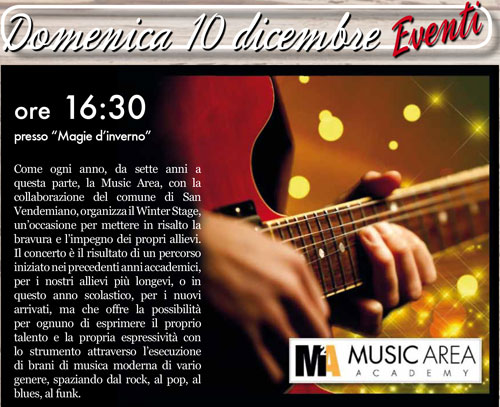 Domenica 10 dicembre Eventi
ore 16:30
presso “Magie d’inverno”
Come ogni anno, da sette anni a
questa parte, la Music Area, con la
collaborazione del comune di San
Vendemiano, organizza il Winter Stage,
un’occasione per mettere in risalto la
bravura e l’impegno dei propri allievi.
Il concerto è il risultato di un percorso
iniziato nei precedenti anni accademici,
per i nostri allievi più longevi, o in
questo anno scolastico, per i nuovi
arrivati, ma che offre la possibilità
per ognuno di esprimere il proprio
talento e la propria espressività con
lo strumento attraverso l’esecuzione
di brani di musica moderna di vario
genere, spaziando dal rock, al pop, al
blues, al funk.
MA MUSIC AREA
ACADEMY